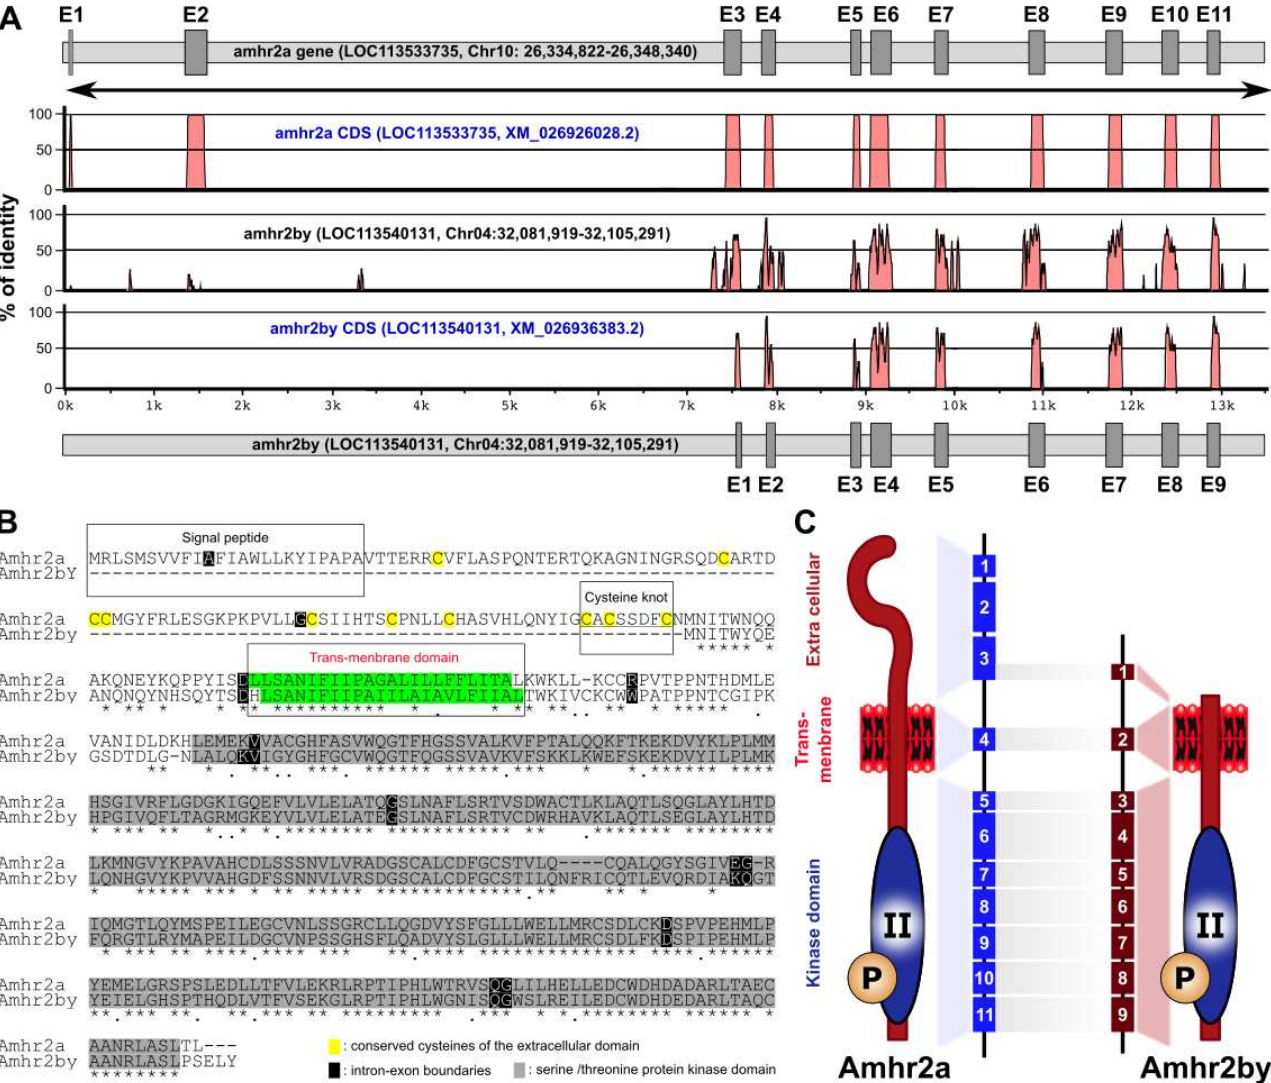 A
E1 E2 E3 E4 E5 E6 E7 E8 E9 E10 E11
amhr2a gene (LOC113533735, Chr10: 26,334,822-26,348,340)
% of identity
100
amhr2a CDS (LOC113533735, XM_026926028.2)
50
0
100
amhr2by (LOC113540131, Chr04:32,081,919-32,105,291)
50
0
100
amhr2by CDS (LOC113540131, XM_026936383.2)
50
0
0k 1k 2k 3k 4k 5k 6k 7k 8k 9k 10k 11k 12k 13k
amhr2by (LOC113540131, Chr04:32,081,919-32,105,291)
E1 E2 E3 E4 E5 E6 E7 E8 E9
B
Signal peptide
Amhr2a MRLSMSVVFIAFIAWLLKYIPAPAVTTERRCVFLASPQNTERTQKAGNINGRSQDCARTD
Amhr2bY ------------------------------------------------------------
Cysteine knot
Amhr2a CCMGYFRLESGKPKPVLLGCSIIHTSCPNLLCHASVHLQNYIGCACSSDFCNMNITWNQQ
Amhr2by ----------------------------------------------------MNITWYQE
Trans-menbrane domain
Amhr2a AKQNEYKQPPYISDLLSANIFIIPAGALILLFFLITALKWKLL-KCCRPVTPPNTHDMLE
Amhr2by ANQNQYNHSQYTSDHLSANIFIIPAIILAIAVLFIIALTWKIVCKCWWPATPPNTCGIPK
Amhr2a VANIDLDKHLEMEKVVACGHFASVWQGTFHGSSVALKVFPTALQQKFTKEKDVYKLPLMM
Amhr2by GSDTDLG-NLALQKVIGYGHFGCVWQGTFQGSSVAVKVFSKKLKWEFSKEKDVYILPLMK
Amhr2a HSGIVRFLGDGKIGQEFVLVLELATQGSLNAFLSRTVSDWACTLKLAQTLSQGLAYLHTD
Amhr2by HPGIVQFLTAGRMGKEYVLVLELATEGSLNAFLSRTVCDWRHAVKLAQTLSEGLAYLHTD
Amhr2a LKMNGVYKPAVAHCDLSSSNVLVRADGSCALCDFGCSTVLQ----CQALQGYSGIVEG-R
Amhr2by LQNHGVYKPVVAHGDFSSNNVLVRSDGSCALCDFGCSTILQNFRICQTLEVQRDIAKQGT
Amhr2a IQMGTLQYMSPEILEGCVNLSSGRCLLQGDVYSFGLLLWELLMRCSDLCKDSPVPEHMLP
Amhr2by FQRGTLRYMAPEILDGCVNPSSGHSFLQADVYSLGLLLWELLMRCSDLFKDSPIPEHMLP
Amhr2a YEMELGRSPSLEDLLTFVLEKRLRPTIPHLWTRVSQGLILHELLEDCWDHDADARLTAEC
Amhr2by YEIELGHSPTHQDLVTFVSEKGLRPTIPHLWGNISQGWSLREILEDCWDHDEDARLTAQC
Amhr2a AANRLASLTL---
Amhr2by AANRLASLPSELY
: conserved cysteines of the extracellular domain
: intron-exon boundaries : serine /threonine protein kinase domain
C
Extra cellular
Trans-
menbrane
Kinase domain
1
2
3
4
5
6
7
8
9
10
11
1
2
3
4
5
6
7
8
9
II
P
II
P
Amhr2a Amhr2by